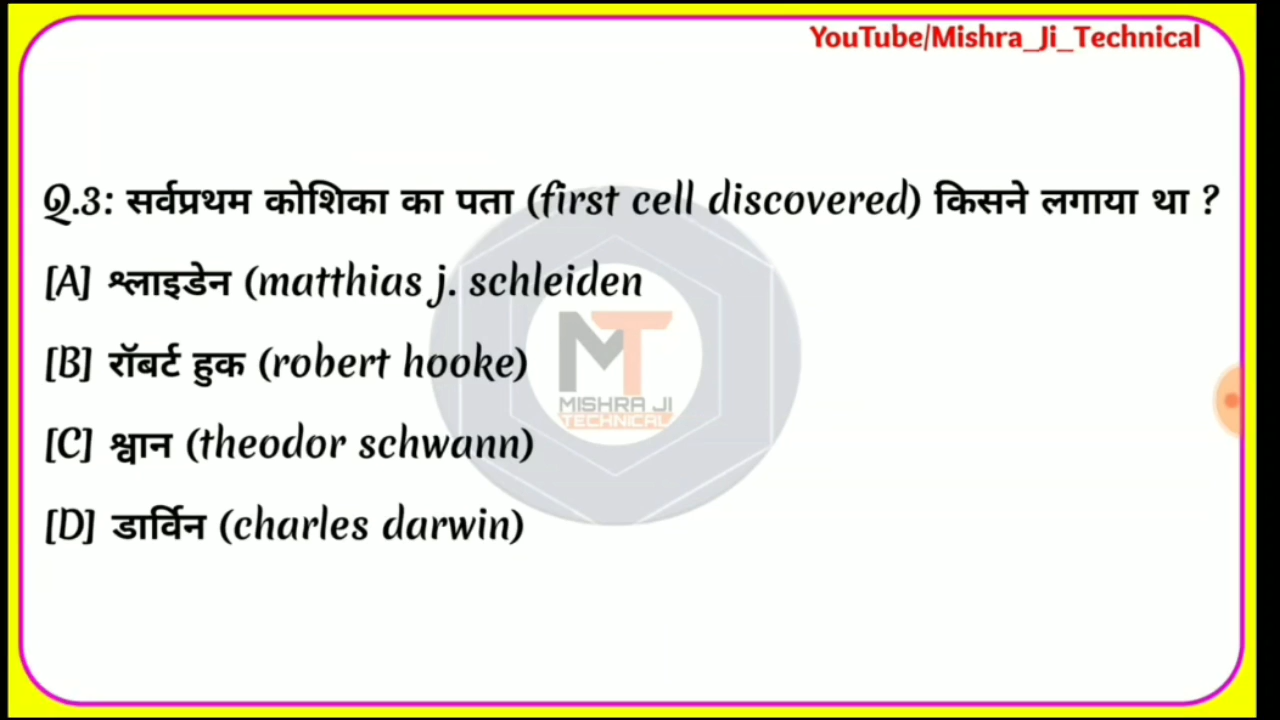 YouTube/Mishra_Ji_Technical
Q.3: सर्वप्रथम कोशिका का पता (first cell discovered) किसने लगाया था ?
[A] श्लाइडेन (matthias j. schleiden
[B] रॉबर्ट हुक (robert hooke)
MT
MISHRA JI
TECHNICAL
[C] श्वान (theodor schwann)
[D] डार्विन (charles darwin)